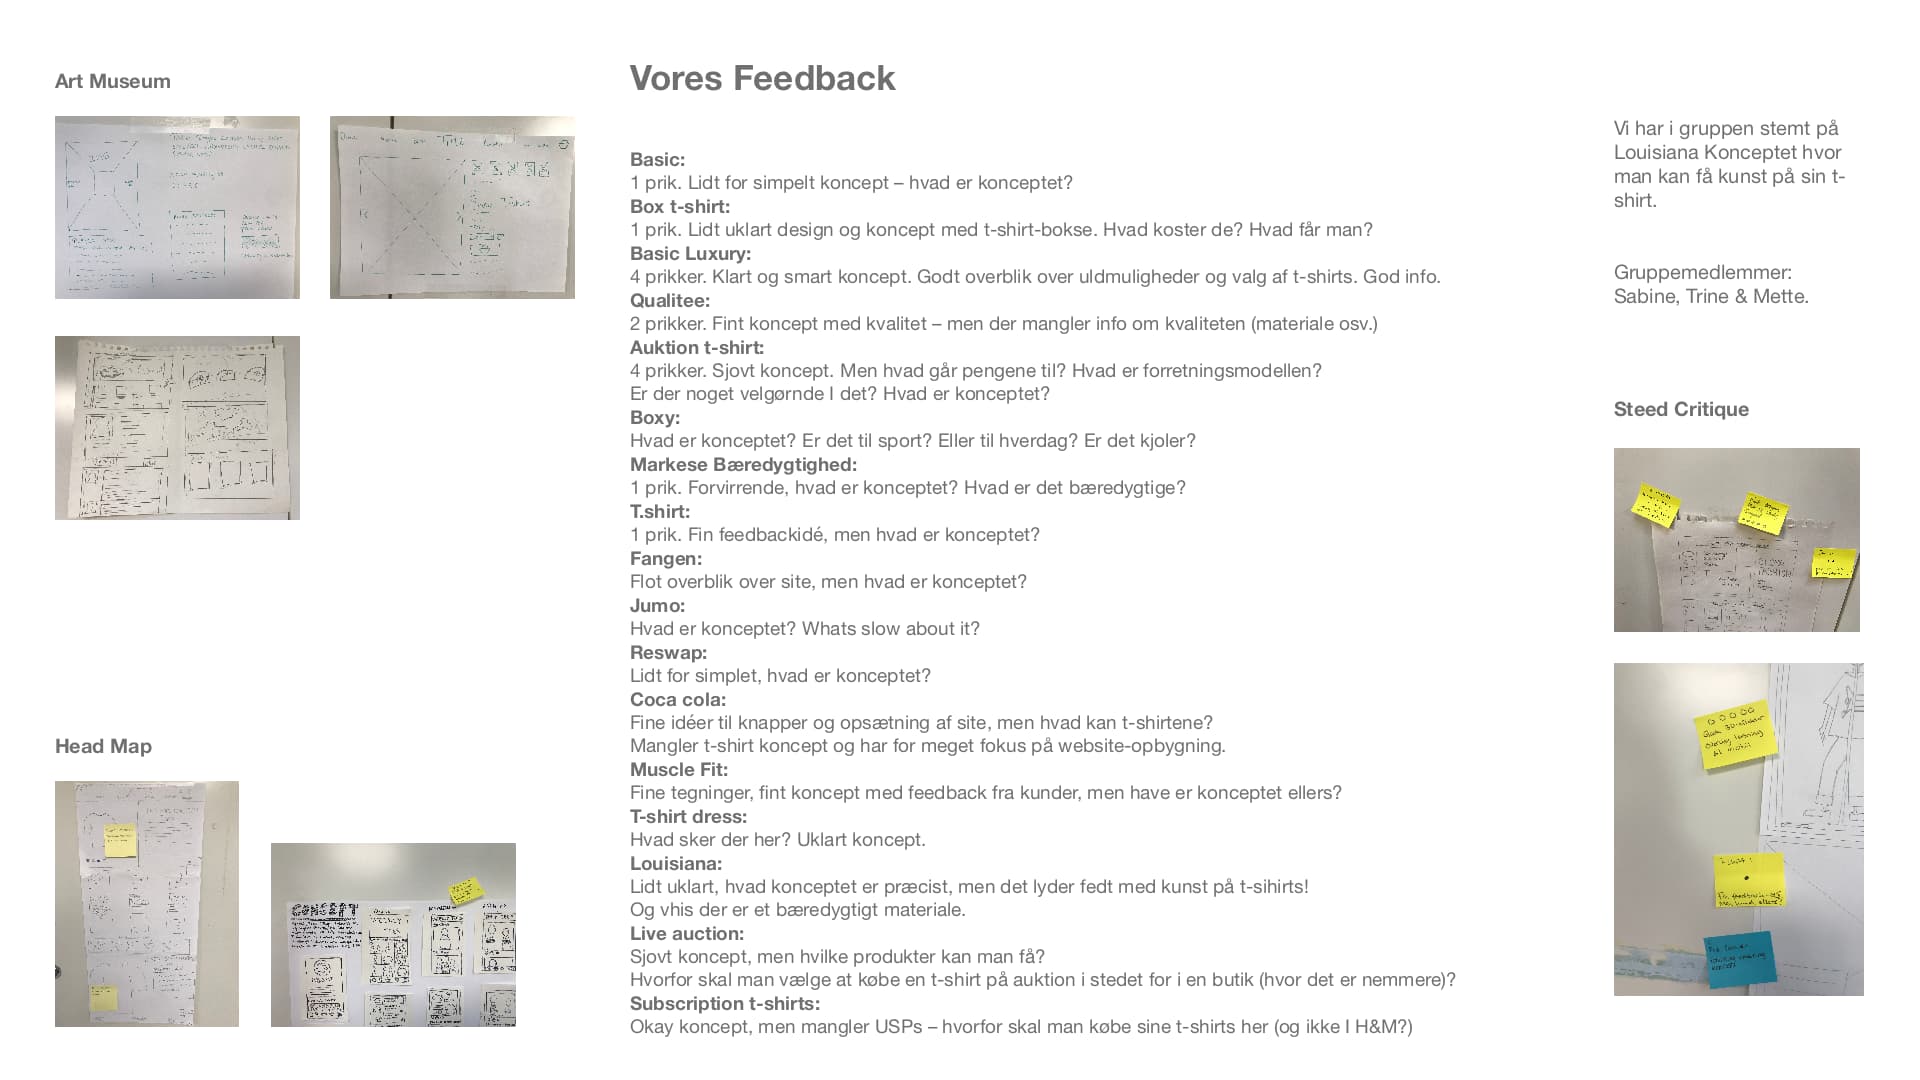 Art Museum
Vores Feedback
Basic:
1 prik. Lidt for simpelt koncept – hvad er konceptet?
Box t-shirt:
1 prik. Lidt uklart design og koncept med t-shirt-bokse. Hvad koster de? Hvad får man?
Basic Luxury:
4 prikker. Klart og smart koncept. Godt overblik over uldmuligheder og valg af t-shirts. God info.
Qualitee:
2 prikker. Fint koncept med kvalitet – men der mangler info om kvaliteten (materiale osv.)
Auktion t-shirt:
4 prikker. Sjovt koncept. Men hvad går pengene til? Hvad er forretningsmodellen?
Er der noget velgørnde I det? Hvad er konceptet?
Boxy:
Hvad er konceptet? Er det til sport? Eller til hverdag? Er det kjoler?
Markese Bæredygtighed:
1 prik. Forvirrende, hvad er konceptet? Hvad er det bæredygtige?
T.shirt:
1 prik. Fin feedbackidé, men hvad er konceptet?
Fangen:
Flot overblik over site, men hvad er konceptet?
Jumo:
Hvad er konceptet? Whats slow about it?
Reswap:
Lidt for simplet, hvad er konceptet?
Coca cola:
Fine idéer til knapper og opsætning af site, men hvad kan t-shirtene?
Mangler t-shirt koncept og har for meget fokus på website-opbygning.
Muscle Fit:
Fine tegninger, fint koncept med feedback fra kunder, men have er konceptet ellers?
T-shirt dress:
Hvad sker der her? Uklart koncept.
Louisiana:
Lidt uklart, hvad konceptet er præcist, men det lyder fedt med kunst på t-sihirts!
Og vhis der er et bæredygtigt materiale.
Live auction:
Sjovt koncept, men hvilke produkter kan man få?
Hvorfor skal man vælge at købe en t-shirt på auktion i stedet for i en butik (hvor det er nemmere)?
Subscription t-shirts:
Okay koncept, men mangler USPs – hvorfor skal man købe sine t-shirts her (og ikke I H&M?)
Vi har i gruppen stemt på
Louisiana Konceptet hvor
man kan få kunst på sin t-
shirt.
Gruppemedlemmer:
Sabine, Trine & Mette.
Steed Critique
Head Map
CONCEPT